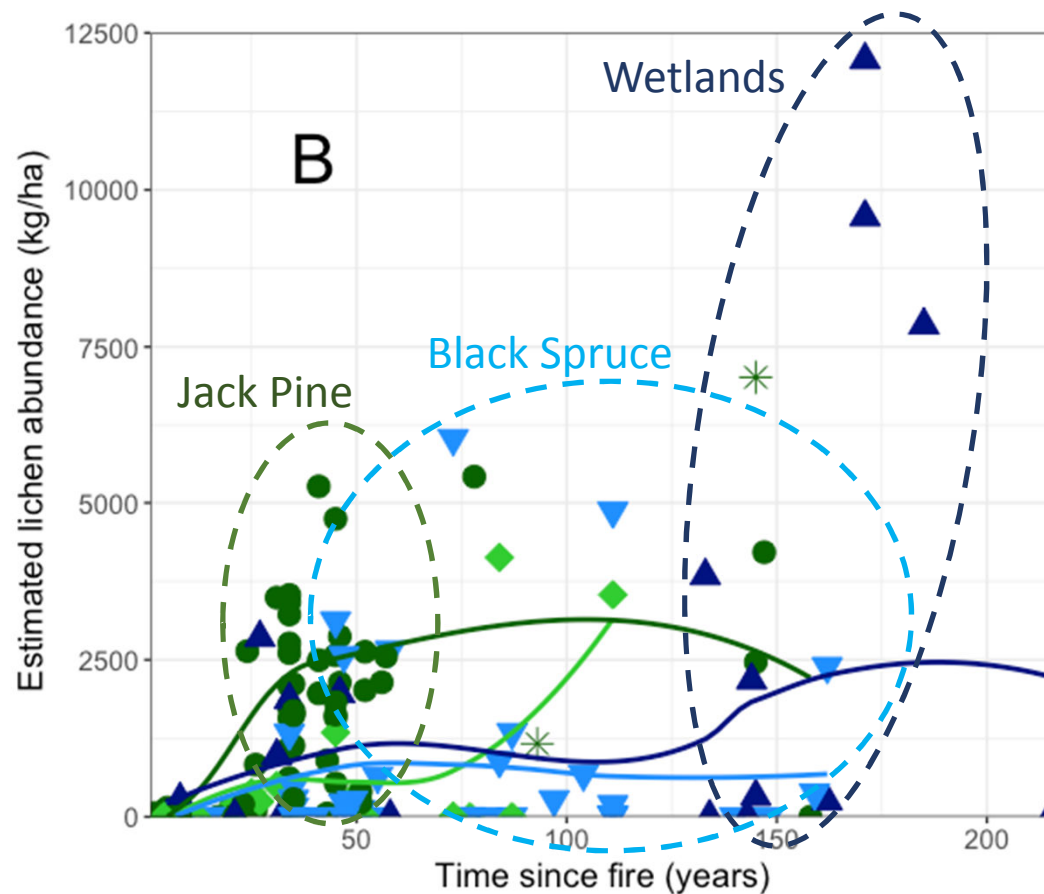 12500
Wetlands
B
10000
7500
Black Spruce
Jack Pine
5000
2500
0
50
100
150
200
Estimated lichen abundance (kg/ha)
Time since fire (years)